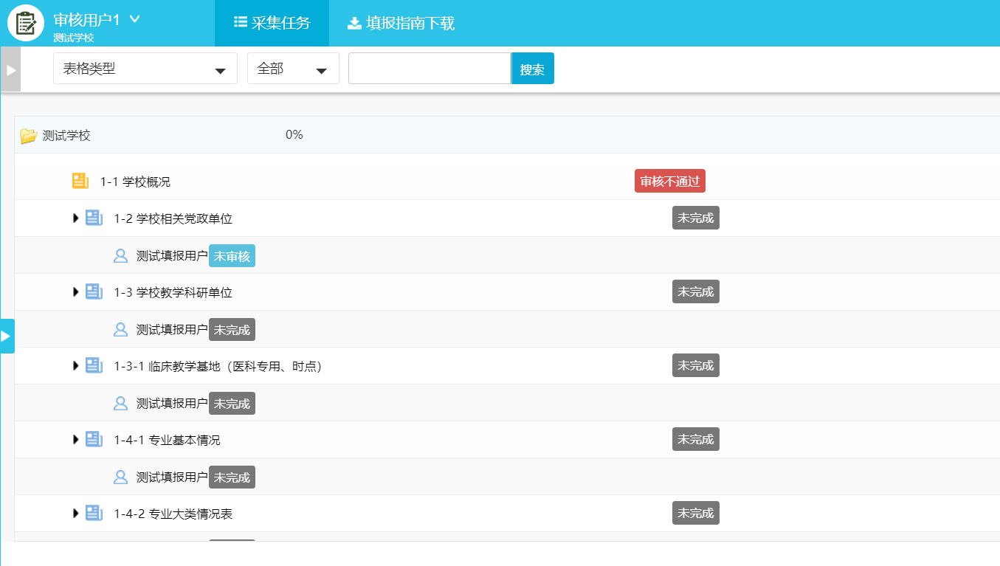 审核用户1
测试学校
采集任务
填报指南下载
表格类型
全部
搜索
测试学校 0%
1-1 学校概况 审核不通过
1-2 学校相关党政单位 未完成
测试填报用户 未审核
1-3 学校教学科研单位 未完成
测试填报用户 未完成
1-3-1 临床教学基地（医科专用、时点） 未完成
测试填报用户 未完成
1-4-1 专业基本情况 未完成
测试填报用户 未完成
1-4-2 专业大类情况表 未完成